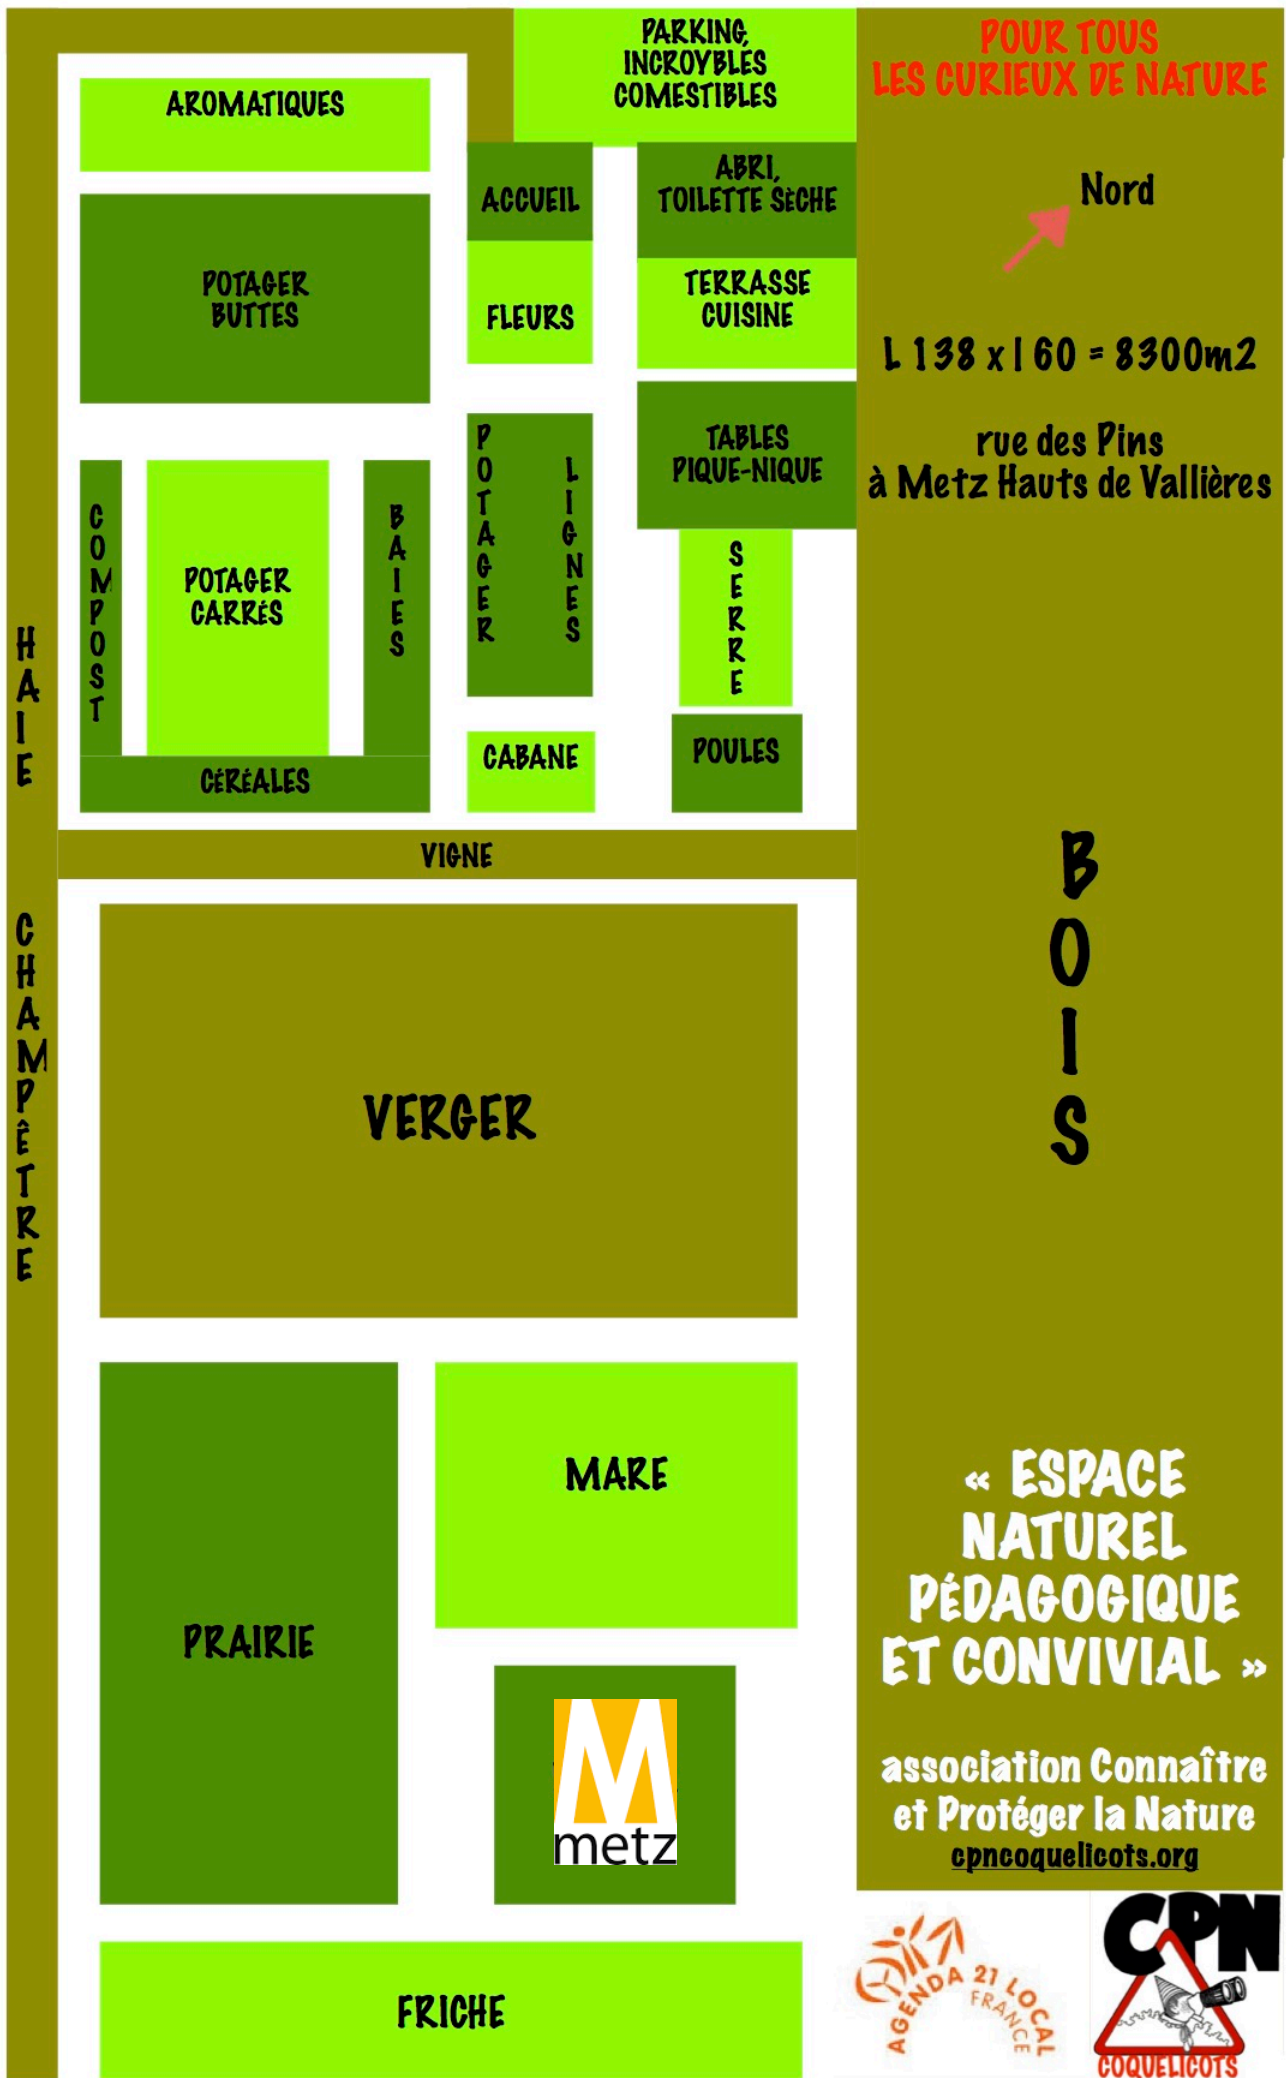 PARKING,
INCROYBLES
COMESTIBLES
POUR TOUS
LES CURIEUX DE NATURE
AROMATIQUES
ACCUEIL
ABRI,
TOILETTE SÈCHE
Nord
POTAGER
BUTTES
FLEURS
TERRASSE
CUISINE
L 138 x l 60 = 8300m2
rue des Pins
à Metz Hauts de Vallières
COMPOST
POTAGER
CARRÉS
BAIES
POTAGER
LIGNES
TABLES
PIQUE-NIQUE
SERRE
CÉRÉALES
CABANE
POULES
HAIE CHAMPÊTRE
VIGNE
BOIS
VERGER
PRAIRIE
MARE
M
metz
FRICHE
« ESPACE
NATUREL
PÉDAGOGIQUE
ET CONVIVIAL »
association Connaître
et Protéger la Nature
cpncoquelicots.org
AGENDA 21 LOCAL
FRANCE
CPN
COQUELICOTS